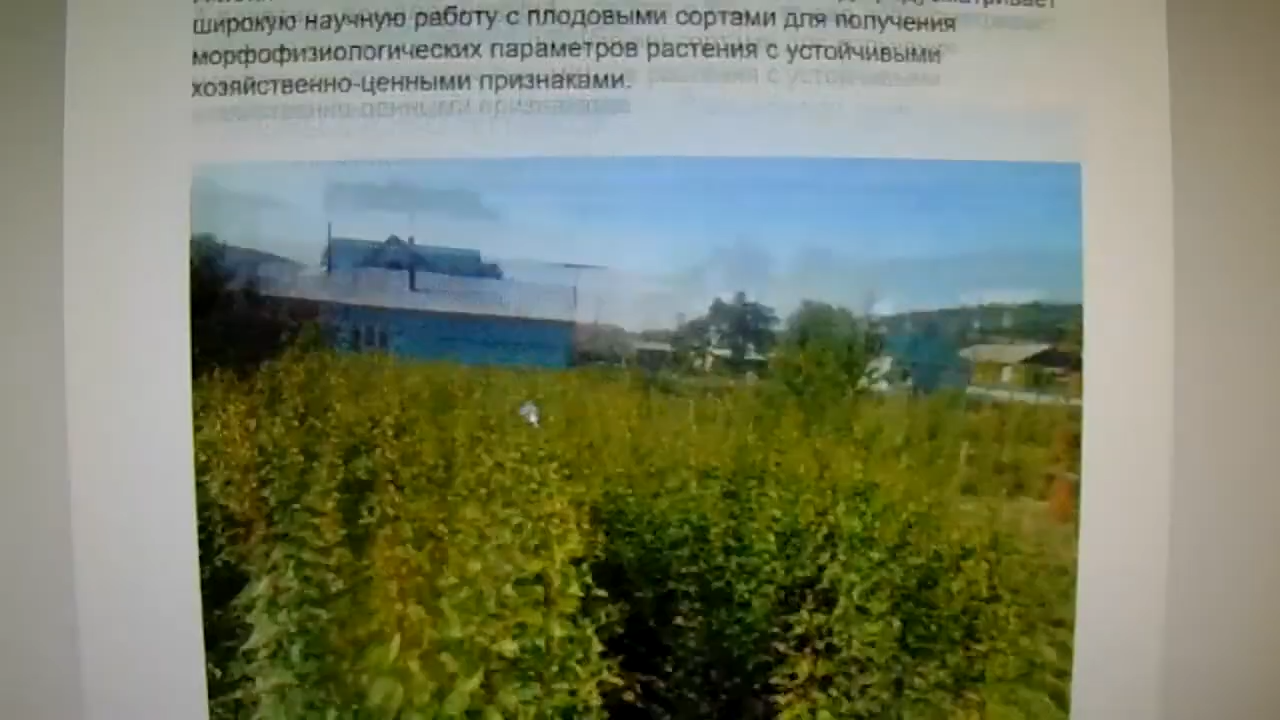 широкую научную работу с плодовыми сортами для получения
морфофизиологических параметров растения с устойчивыми
хозяйственно-ценными признаками.